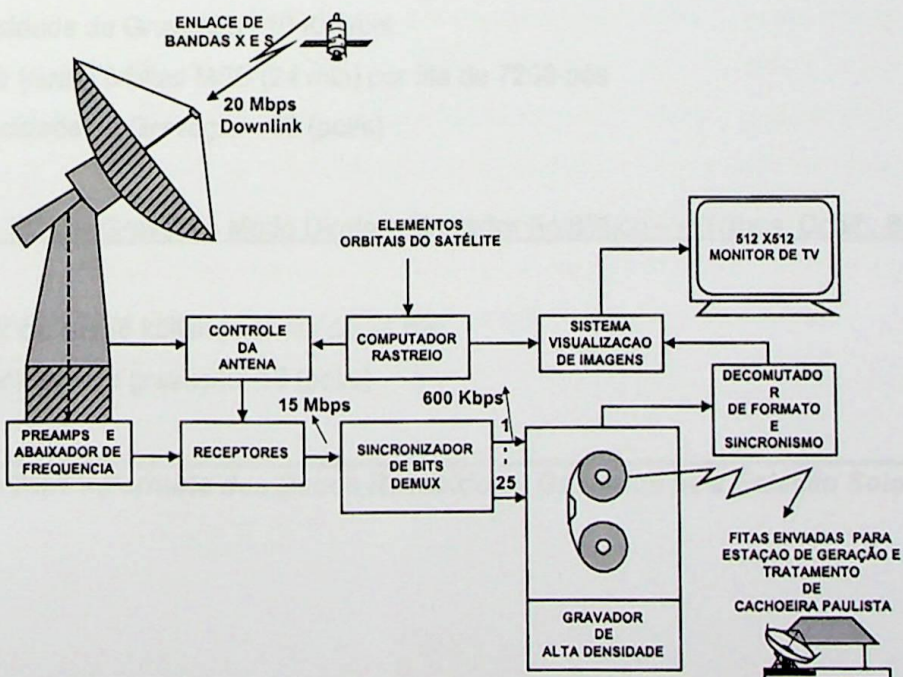 ENLACE DE
BANDAS X E S
20 Mbps
Downlink
ELEMENTOS
ORBITAIS DO SATÉLITE
512 X512
MONITOR DE TV
CONTROLE
DA
ANTENA
COMPUTADOR
RASTREIO
SISTEMA
VISUALIZACAO
DE IMAGENS
DECOMUTADO
R
DE FORMATO
E
SINCRONISMO
15 Mbps
600 Kbps
PREAMPS E
ABAIXADOR DE
FREQUENCIA
RECEPTORES
SINCRONIZADOR
DE BITS
DEMUX
1
25
GRAVADOR
DE
ALTA DENSIDADE
FITAS ENVIADAS PARA
ESTAÇAO DE GERAÇÃO E
TRATAMENTO
DE
CACHOEIRA PAULISTA